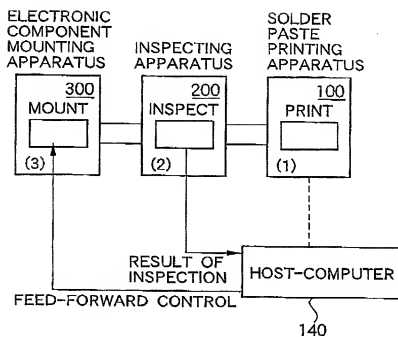 ELECTRONIC
COMPONENT
MOUNTING
APPARATUS
INSPECTING
APPARATUS
SOLDER
PASTE
PRINTING
APPARATUS
300
MOUNT
(3)
200
INSPECT
(2)
100
PRINT
(1)
RESULT OF
INSPECTION
HOST-COMPUTER
FEED-FORWARD CONTROL
140